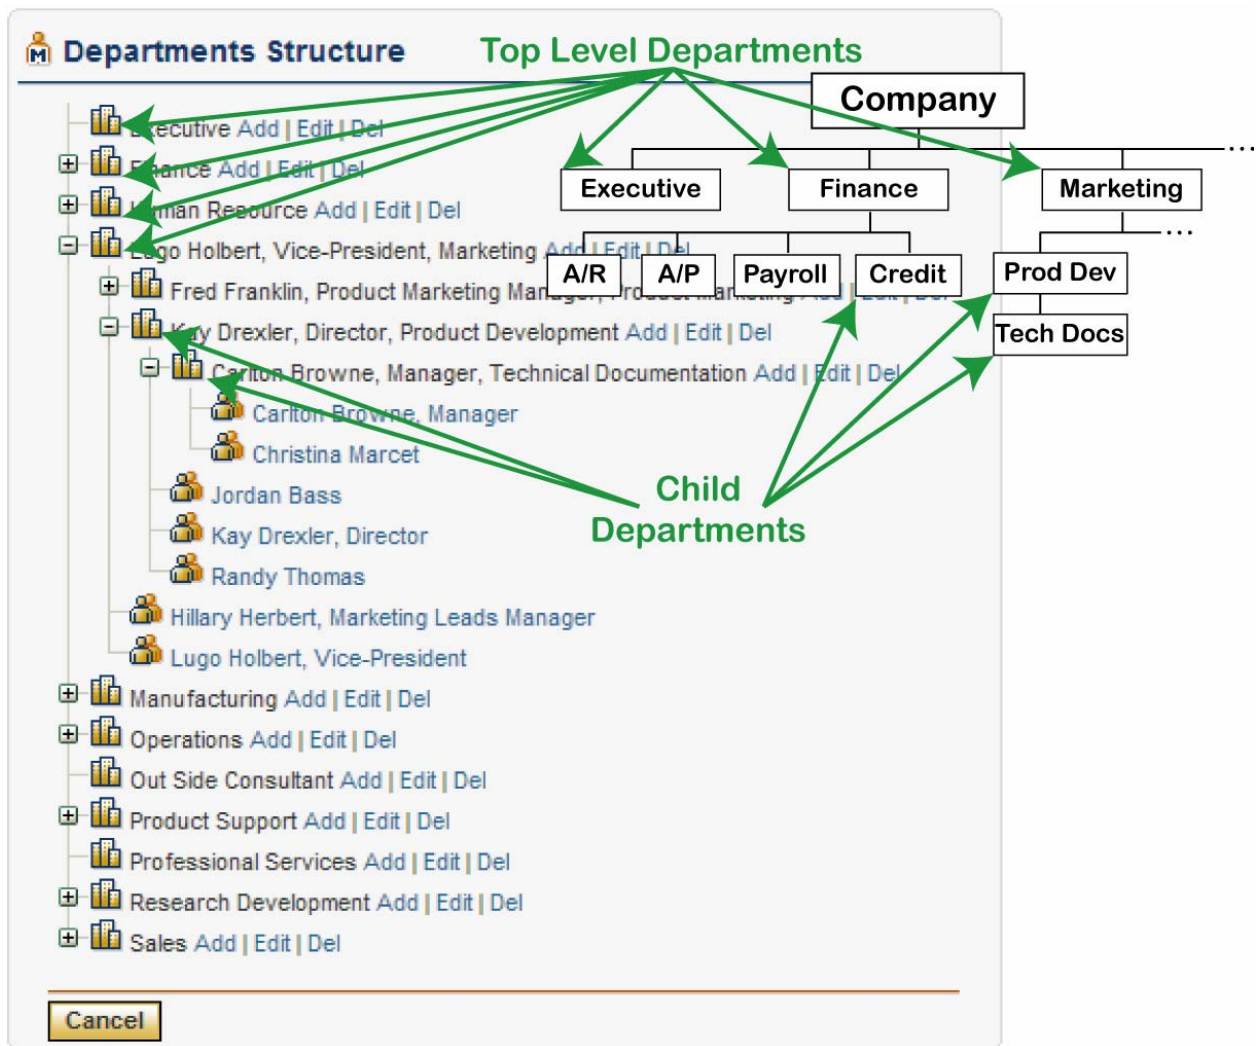 Departments Structure
Top Level Departments
Company
Executive Add | Edit | Del
Finance Add | Edit | Del
Human Resource Add | Edit | Del
Lugo Holbert, Vice-President, Marketing Add | Edit | Del
Fred Franklin, Product Marketing Manager, Product Marketing Add | Edit | Del
Kay Drexler, Director, Product Development Add | Edit | Del
Carlton Browne, Manager, Technical Documentation Add | Edit | Del
Carlton Browne, Manager
Christina Marcet
Jordan Bass
Kay Drexler, Director
Randy Thomas
Hillary Herbert, Marketing Leads Manager
Lugo Holbert, Vice-President
Manufacturing Add | Edit | Del
Operations Add | Edit | Del
Out Side Consultant Add | Edit | Del
Product Support Add | Edit | Del
Professional Services Add | Edit | Del
Research Development Add | Edit | Del
Sales Add | Edit | Del
Cancel
Executive
Finance
Marketing
...
A/R
A/P
Payroll
Credit
Prod Dev
...
Tech Docs
Child
Departments